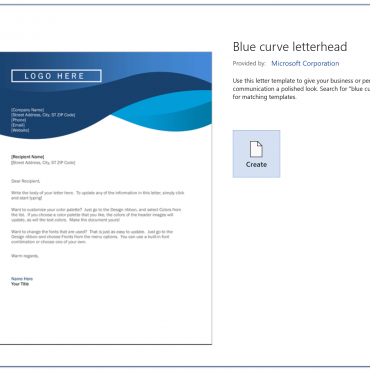 Blue curve letterhead
Provided by: Microsoft Corporation
Use this letter template to give your business or
communication a polished look. Search for "blue
for matching templates.
Create
LOGO HERE
[Company Name]
[Street Address, City, ST ZIP Code]
[Phone]
[Email]
[Website]
[Recipient Name]
[Street Address, City, ST ZIP Code]
Dear Recipient,
Write the body of your letter here. To update any of the information in this letter, simply click
and start typing!
Want to customize your color palette? Just go to the Design ribbon, and select Colors from
the list. If you choose a color palette that you like, the colors of the header images will
update, as will the text colors. Make the document yours!
Want to change the fonts that are used? That is just as easy to update. Just go to the
Design ribbon and choose Fonts from the menu options. You can use a built-in font
combination or choose one of your own.
Warm regards,
Name Here
Your Title